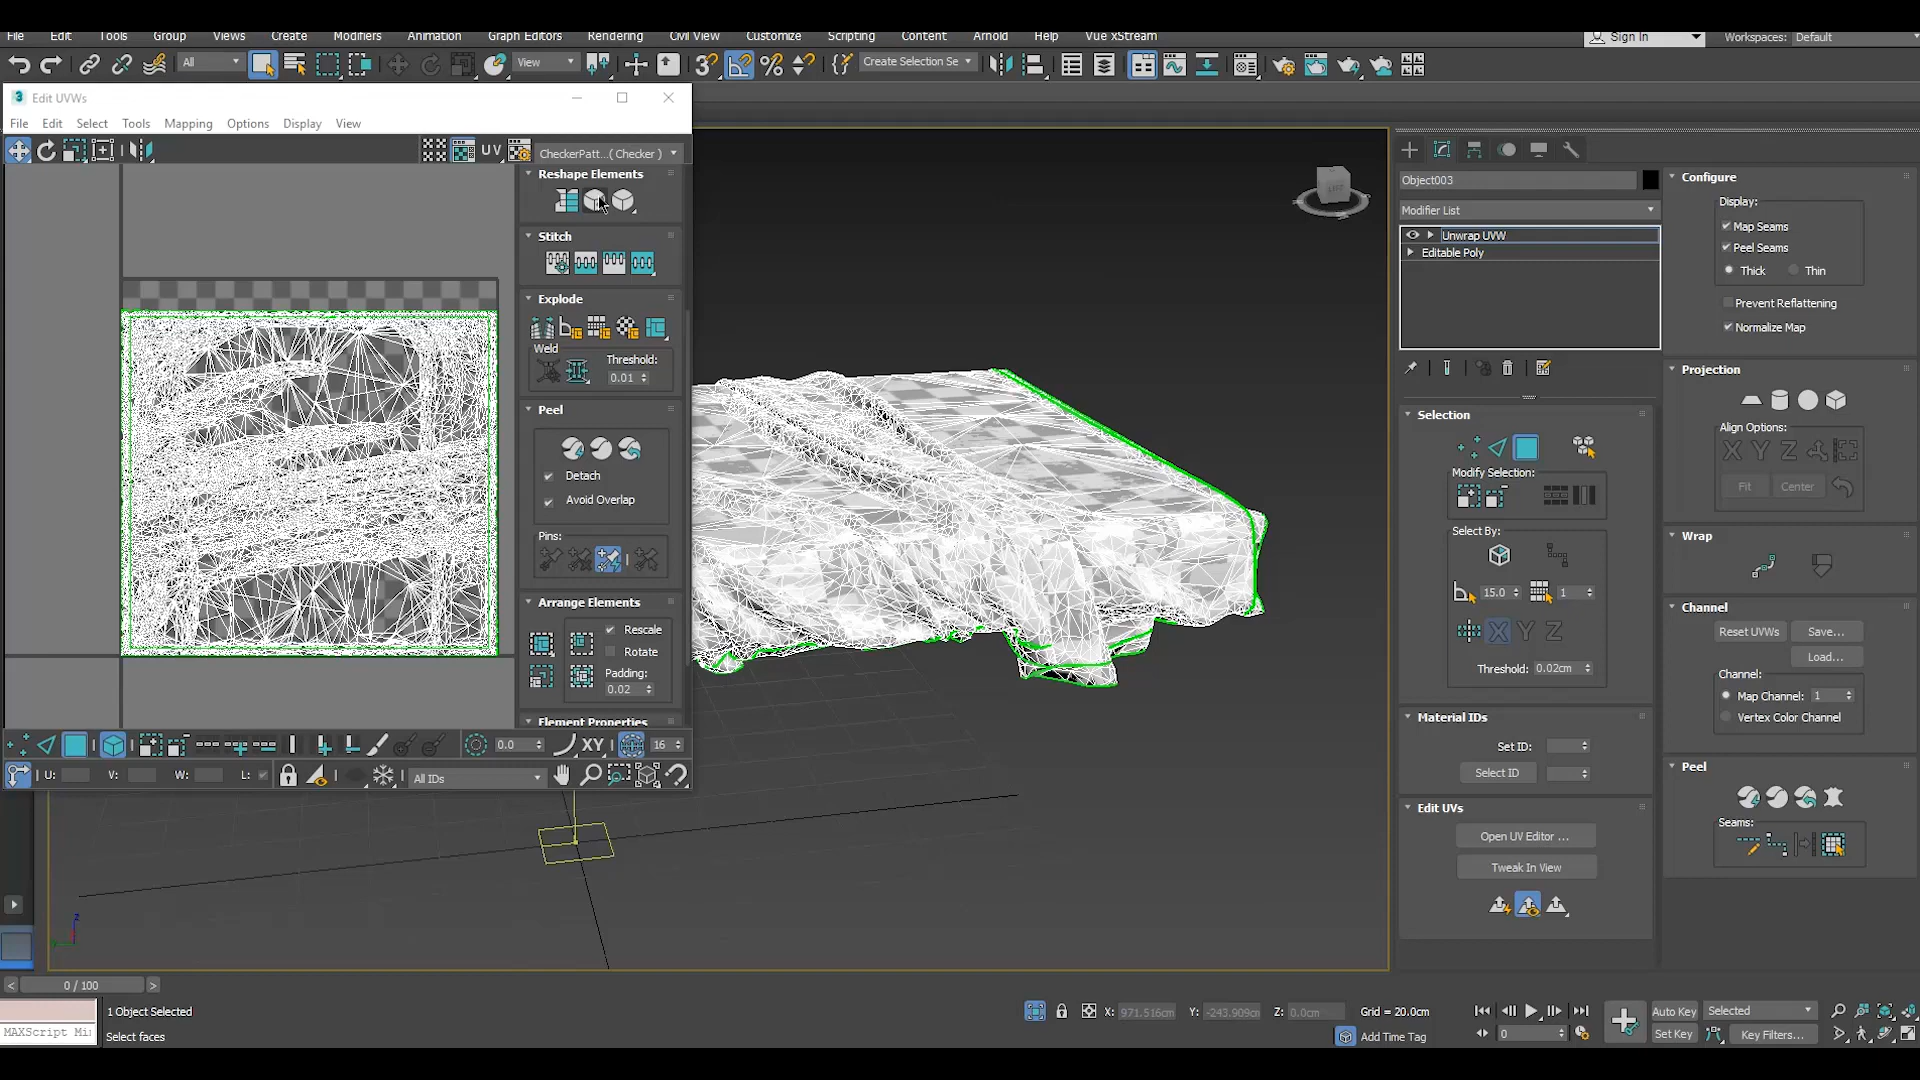 File Edit Tools Group Views Create Modifiers Animation Graph Editors Rendering Civil View Customize Scripting Content Arnold Help Vue xStream
Sign In Workspaces: Default
All View Create Selection Se
Edit UVWs
File Edit Select Tools Mapping Options Display View
UV CheckerPatt...( Checker )
Reshape Elements
Stitch
Explode
Weld
Threshold:
0.01
Peel
Detach
Avoid Overlap
Pins:
Arrange Elements
Rescale
Rotate
Padding:
0.02
Element Properties
0.0 XY 16
U: V: W: L: All IDs
LEFT
Object003
Modifier List
Unwrap UVW
Editable Poly
Selection
Modify Selection:
Select By:
15.0 1
X Y Z
Threshold: 0.02cm
Material IDs
Set ID:
Select ID
Edit UVs
Open UV Editor ...
Tweak In View
Configure
Display:
Map Seams
Peel Seams
Thick Thin
Prevent Reflattening
Normalize Map
Projection
Align Options:
X Y Z
Fit Center
Wrap
Channel
Reset UVWs Save...
Load...
Channel:
Map Channel: 1
Vertex Color Channel
Peel
Seams:
z
< 0 / 100 >
1 Object Selected
MAXScript Mi
Select faces
X: 971.516cm Y: -243.909cm Z: 0.0cm Grid = 20.0cm
Add Time Tag
0
Auto Key Selected
Set Key Key Filters...